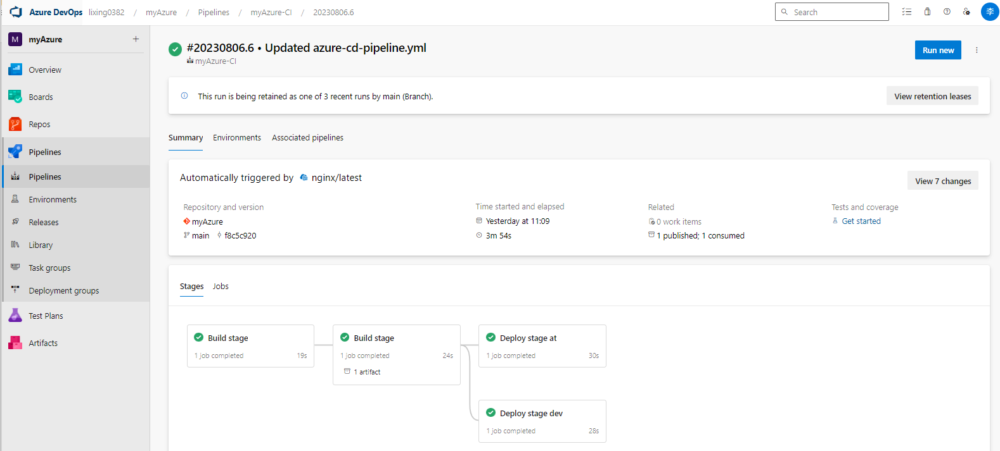 Azure DevOps lixing0382 / myAzure / Pipelines / myAzure-CI / 20230806.6
Search
李
M myAzure +
Overview
Boards
Repos
Pipelines
Pipelines
Environments
Releases
Library
Task groups
Deployment groups
Test Plans
Artifacts
#20230806.6 • Updated azure-cd-pipeline.yml
myAzure-CI
Run new
This run is being retained as one of 3 recent runs by main (Branch).
View retention leases
Summary Environments Associated pipelines
Automatically triggered by nginx/latest
View 7 changes
Repository and version
myAzure
main f8c5c920
Time started and elapsed
Yesterday at 11:09
3m 54s
Related
0 work items
1 published; 1 consumed
Tests and coverage
Get started
Stages Jobs
Build stage
1 job completed 19s
Build stage
1 job completed 24s
1 artifact
Deploy stage at
1 job completed 30s
Deploy stage dev
1 job completed 28s